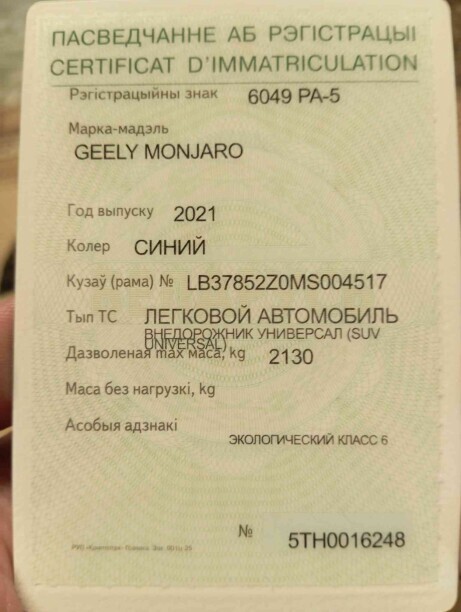 ПАСВЕДЧАННЕ АБ РЭГІСТРАЦЫІ
CERTIFICAT D'IMMATRICULATION
Рэгістрацыйны знак 6049 PA-5
Марка-мадэль
GEELY MONJARO
Год выпуску 2021
Колер СИНИЙ
Кузаў (рама) № LB37852Z0MS004517
Тып ТС ЛЕГКОВОЙ АВТОМОБИЛЬ
ВНЕДОРОЖНИК УНИВЕРСАЛ (SUV
UNIVERSAL)
Дазволеная max маса, kg 2130
Маса без нагрузкі, kg
Асобыя адзнакі
ЭКОЛОГИЧЕСКИЙ КЛАСС 6
№ 5TH0016248